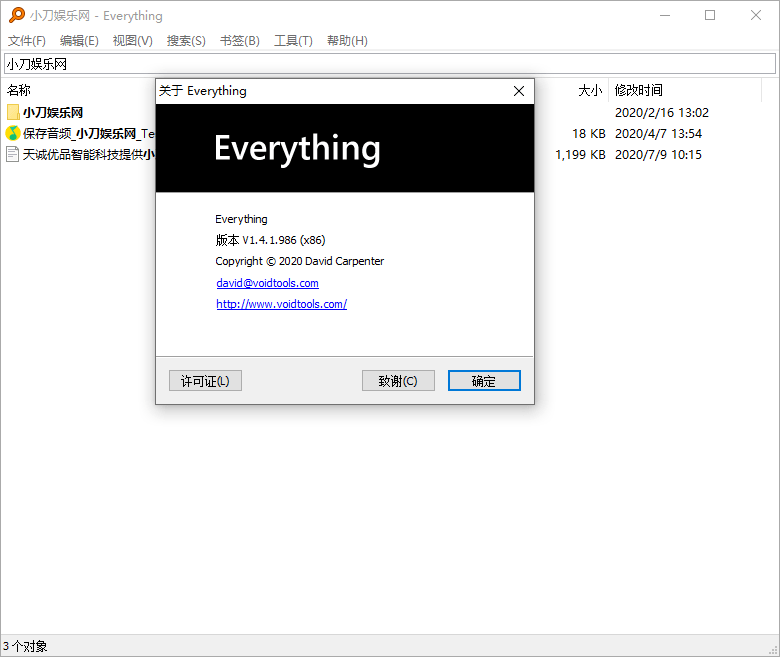 小刀娱乐网 - Everything
文件(F) 编辑(E) 视图(V) 搜索(S) 书签(B) 工具(T) 帮助(H)
小刀娱乐网
名称 大小 修改时间
小刀娱乐网 2020/2/16 13:02
保存音频_小刀娱乐网_Te 18 KB 2020/4/7 13:54
天诚优品智能科技提供小 1,199 KB 2020/7/9 10:15
关于 Everything
Everything
Everything
版本 V1.4.1.986 (x86)
Copyright © 2020 David Carpenter
david@voidtools.com
http://www.voidtools.com/
许可证(L) 致谢(C) 确定
3 个对象